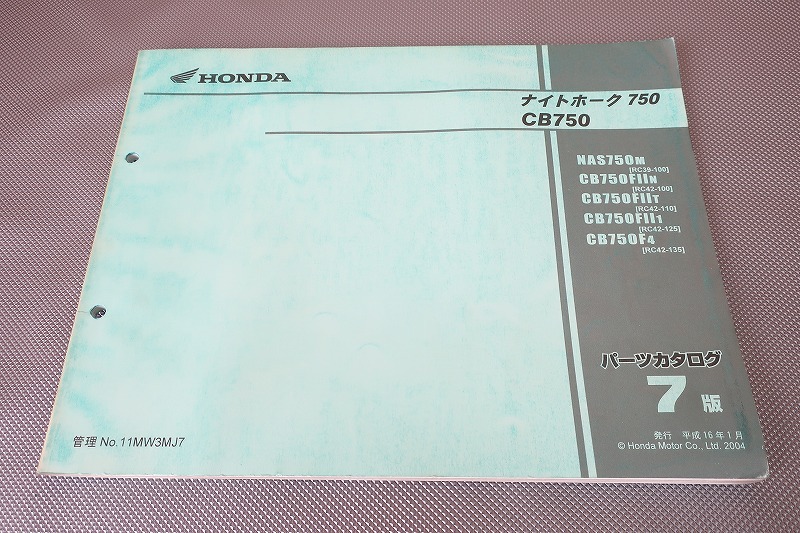 HONDA
ナイトホーク 750
CB750
NAS750M
[RC39-100]
CB750FIIN
[RC42-100]
CB750FIIT
[RC42-110]
CB750FII1
[RC42-125]
CB750F4
[RC42-135]
パーツカタログ
7版
発行 平成16年1月
© Honda Motor Co., Ltd. 2004
管理 No.11MW3MJ7